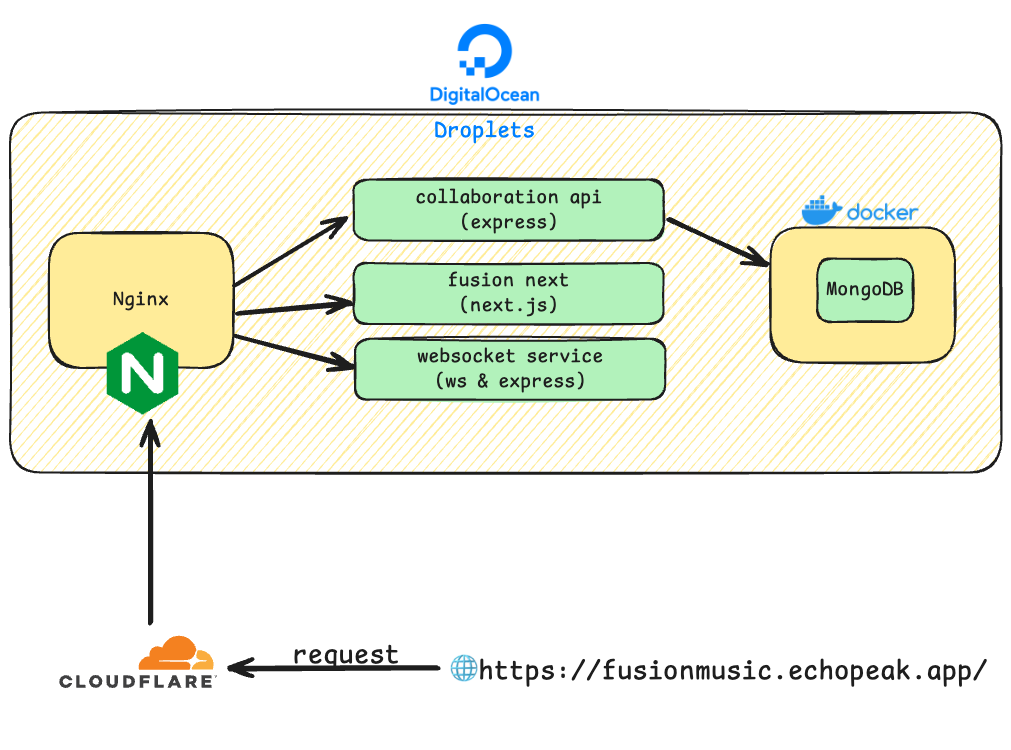 DigitalOcean
Droplets
collaboration api
(express)
docker
fusion next
(next.js)
Nginx
MongoDB
websocket service
(ws & express)
N
request
CLOUDFLARE
https://fusionmusic.echopeak.app/